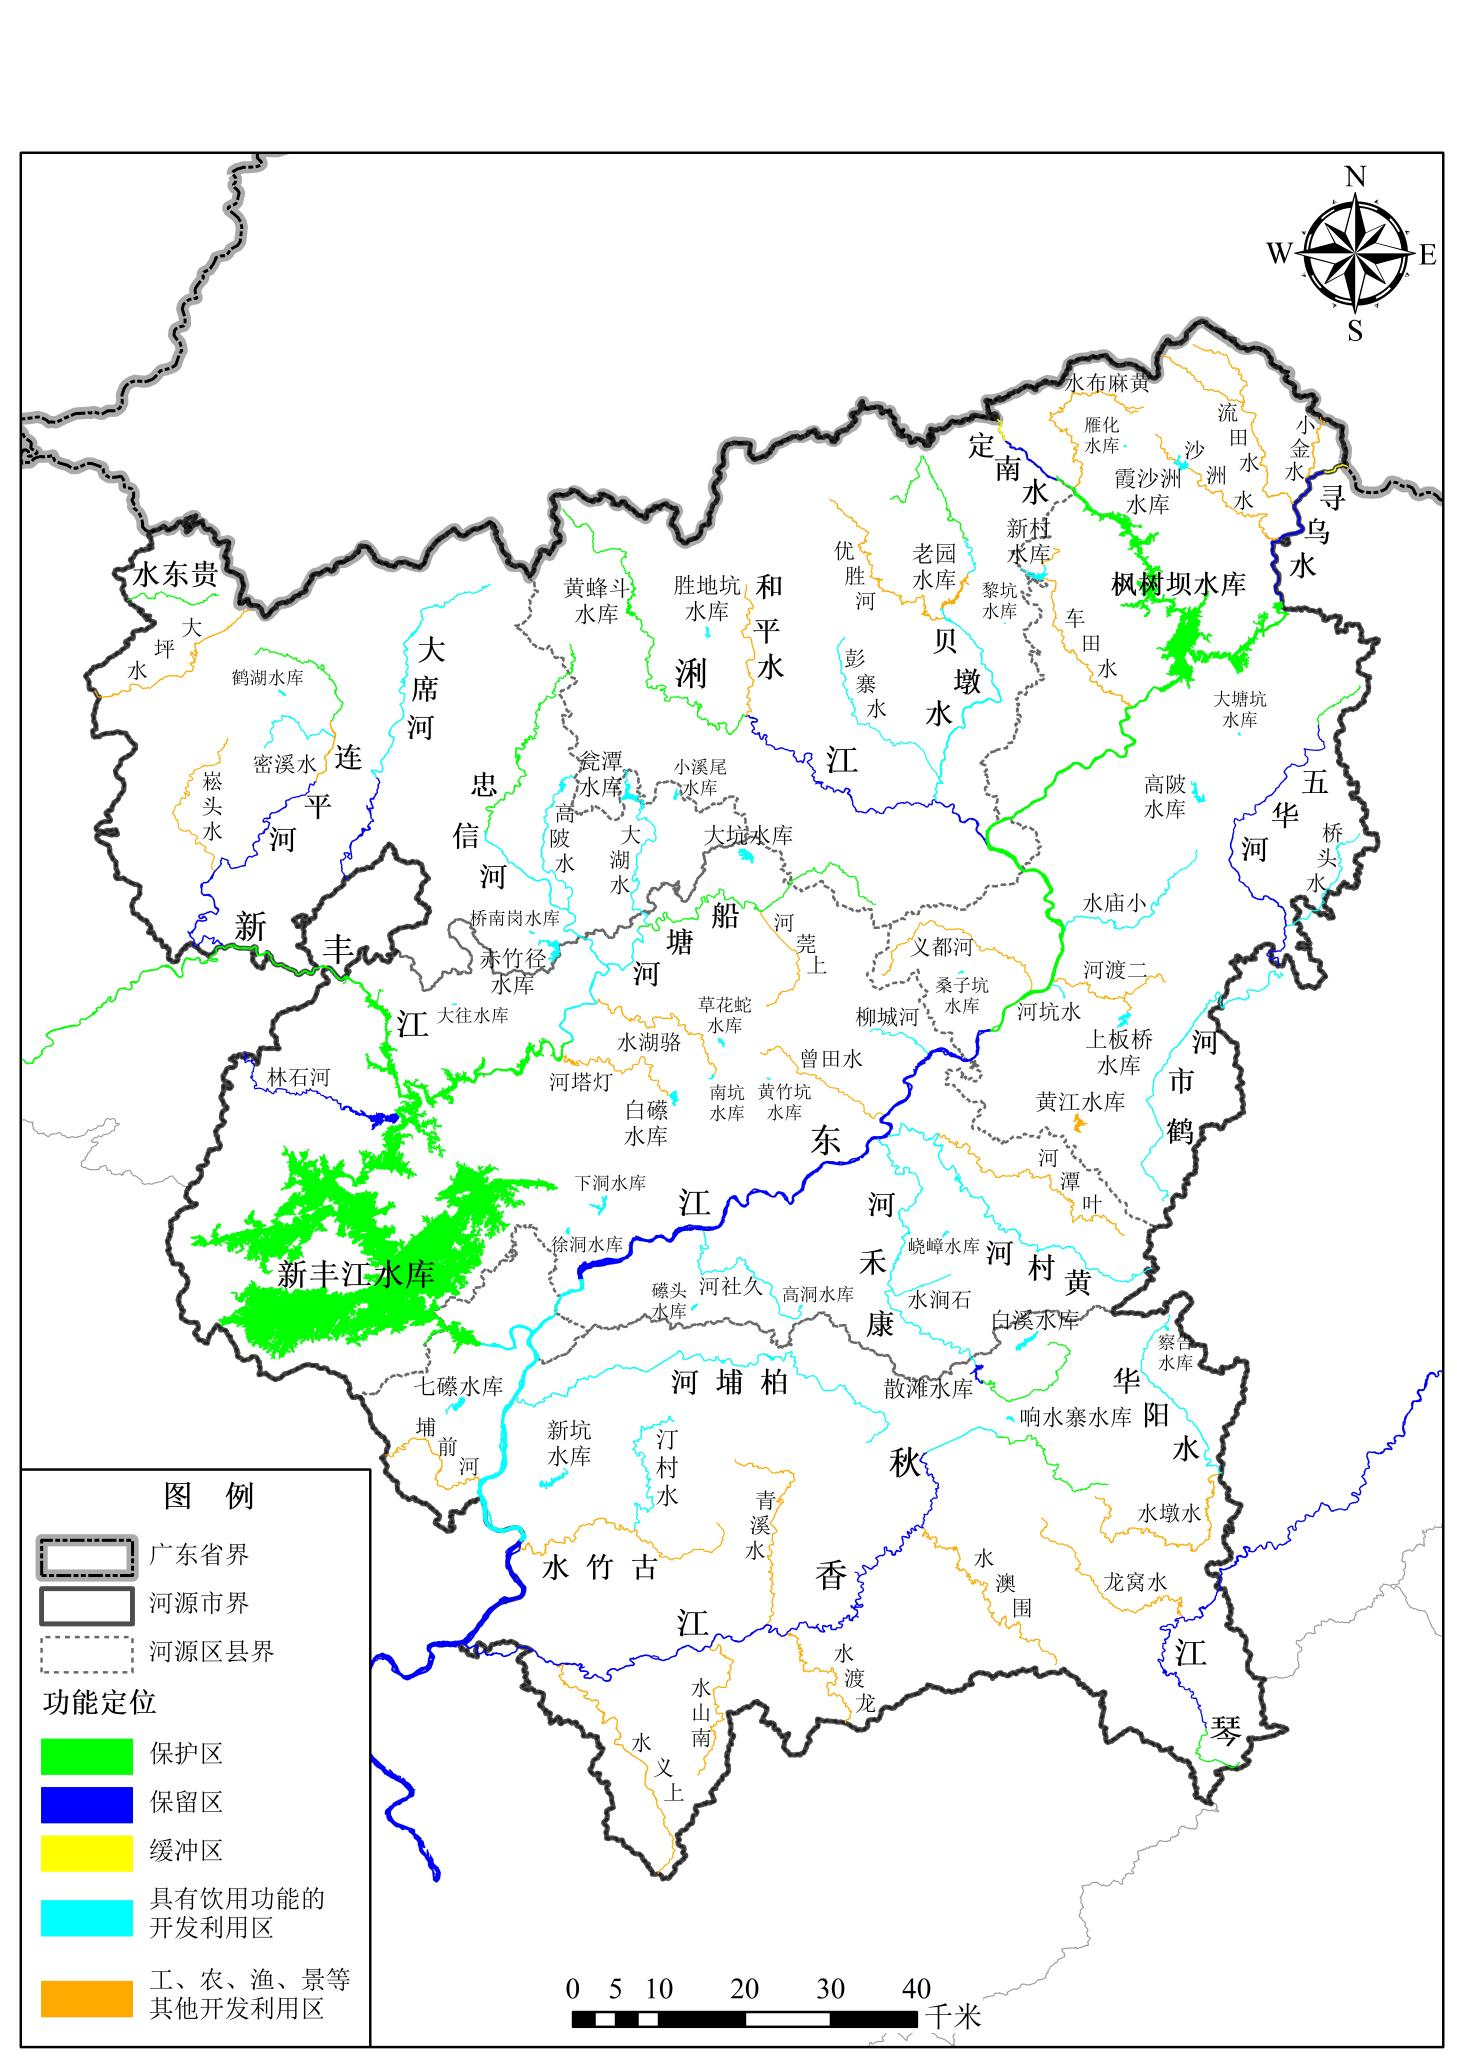 N
W
E
S
水布麻黄
雁化
水库
流田水
小金水
定南水
沙洲水
霞沙洲
水库
寻乌水
新村
水库
枫树坝水库
水东贵
大坪水
黄蜂斗
水库
胜地坑
水库
和平水
优胜河
老园
水库
黎坑
水库
车田水
大席河
鹤湖水库
浰江
贝墩水
彭寨水
大塘坑
水库
密溪水
连平河
崧头水
忠信河
瓮潭
水库
小溪尾
水库
高陂
水库
五华河
高陂水
大湖水
大坑水库
桥头水
新丰江
桥南岗水库
赤竹径
水库
船塘河
河莞上
义都河
水庙小
桑子坑
水库
河渡二
大往水库
草花蛇
水库
柳城河
河坑水
上板桥
水库
河市鹤
水湖骆
曾田水
林石河
河塔灯
白礤
水库
南坑
水库
黄竹坑
水库
黄江水库
东江
河潭叶
下洞水库
徐洞水库
河禾康
峣嶂水库
河村黄
新丰江水库
礤头
水库
河社久
高洞水库
水涧石
白溪水库
察告
水库
七礤水库
河埔柏
散滩水库
华阳水
响水寨水库
埔前河
新坑
水库
汀村水
秋香江
青溪水
水墩水
水竹古
水澳围
龙窝水
水渡龙
江琴
水山南
水义上
图 例
广东省界
河源市界
河源区县界
功能定位
保护区
保留区
缓冲区
具有饮用功能的
开发利用区
工、农、渔、景等
其他开发利用区
0 5 10 20 30 40
千米